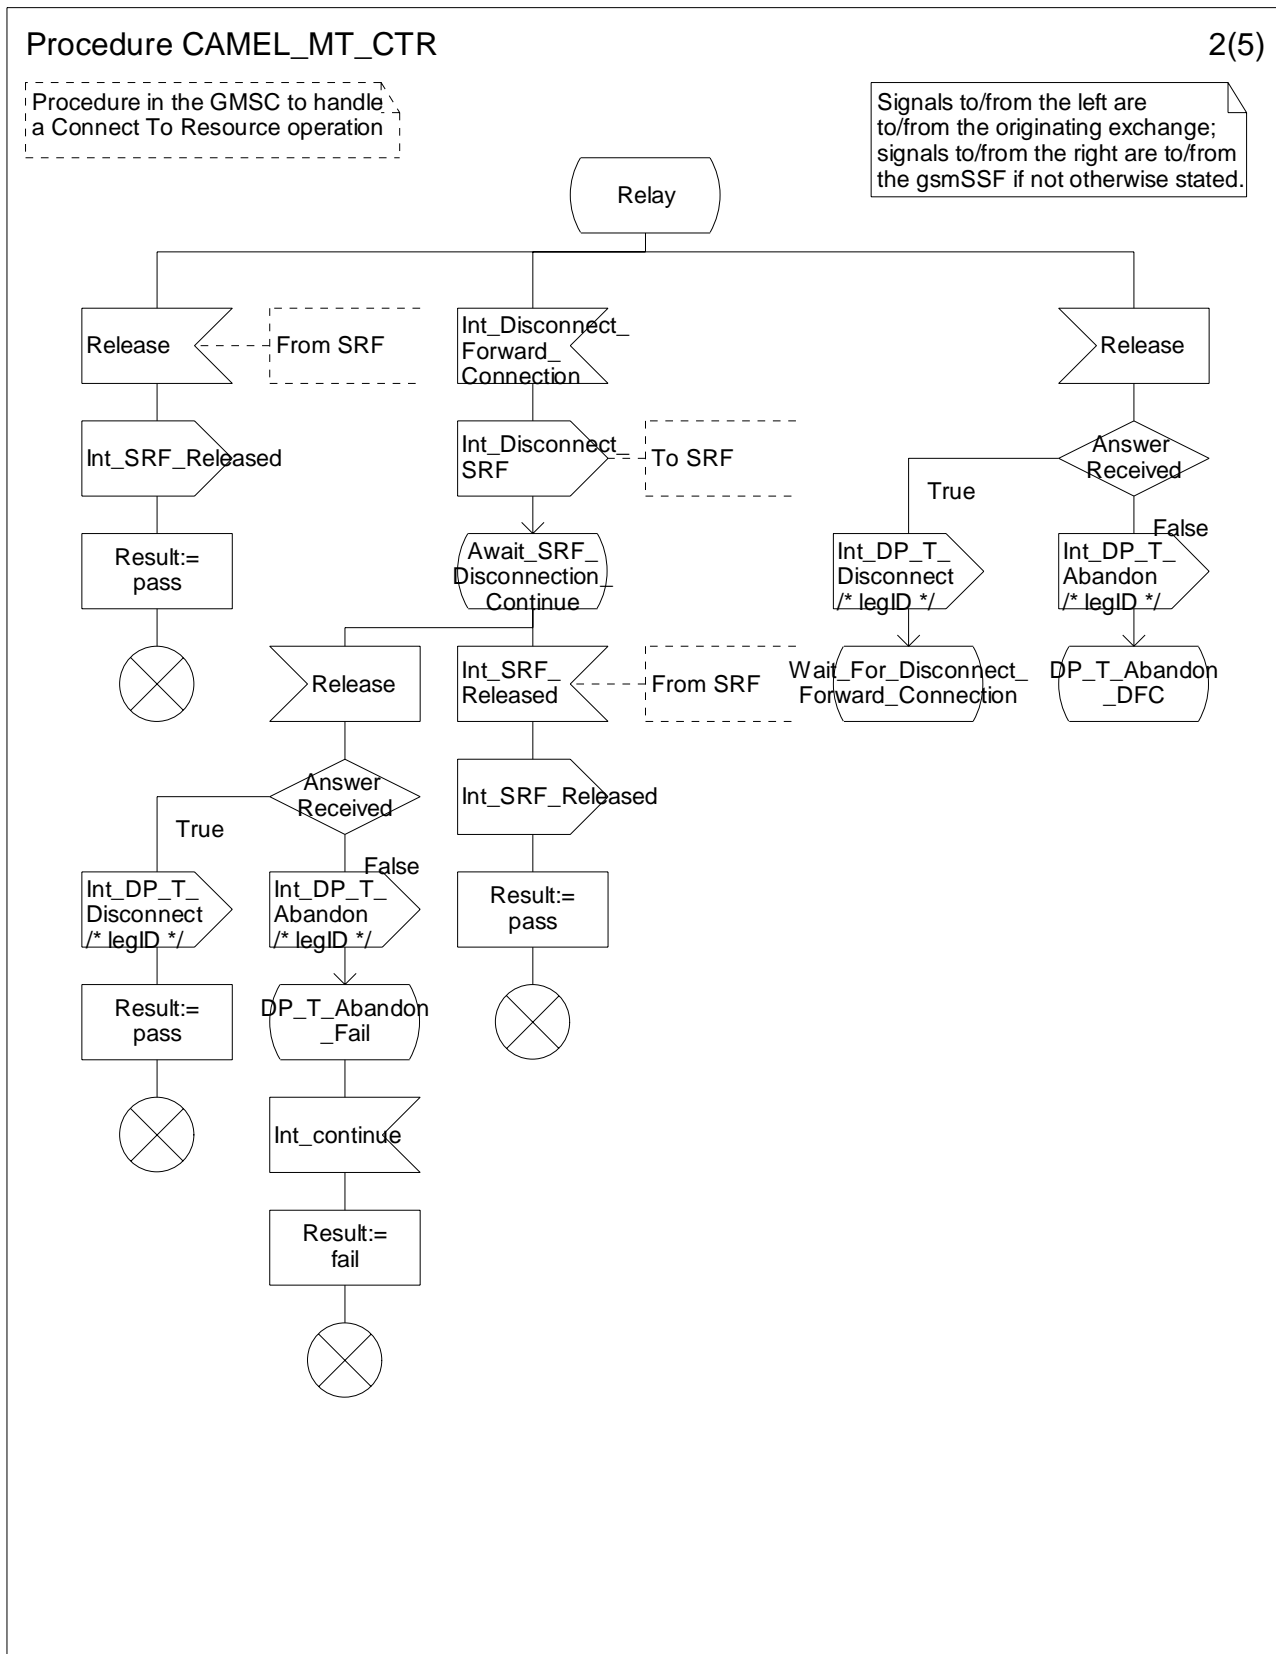 Procedure CAMEL_MT_CTR
2(5)
Procedure in the GMSC to handle
a Connect To Resource operation
Signals to/from the left are
to/from the originating exchange;
signals to/from the right are to/from
the gsmSSF if not otherwise stated.
Relay
Release
From SRF
Int_Disconnect_
Forward_
Connection
Release
Int_SRF_Released
Int_Disconnect_
SRF
To SRF
Answer
Received
True
False
Result:=
pass
Await_SRF_
Disconnection_
Continue
Int_DP_T_
Disconnect
/* legID */
Int_DP_T_
Abandon
/* legID */
Release
Int_SRF_
Released
From SRF
Wait_For_Disconnect_
Forward_Connection
DP_T_Abandon
_DFC
Answer
Received
True
False
Int_SRF_Released
Int_DP_T_
Disconnect
/* legID */
Int_DP_T_
Abandon
/* legID */
Result:=
pass
Result:=
pass
DP_T_Abandon
_Fail
Int_continue
Result:=
fail